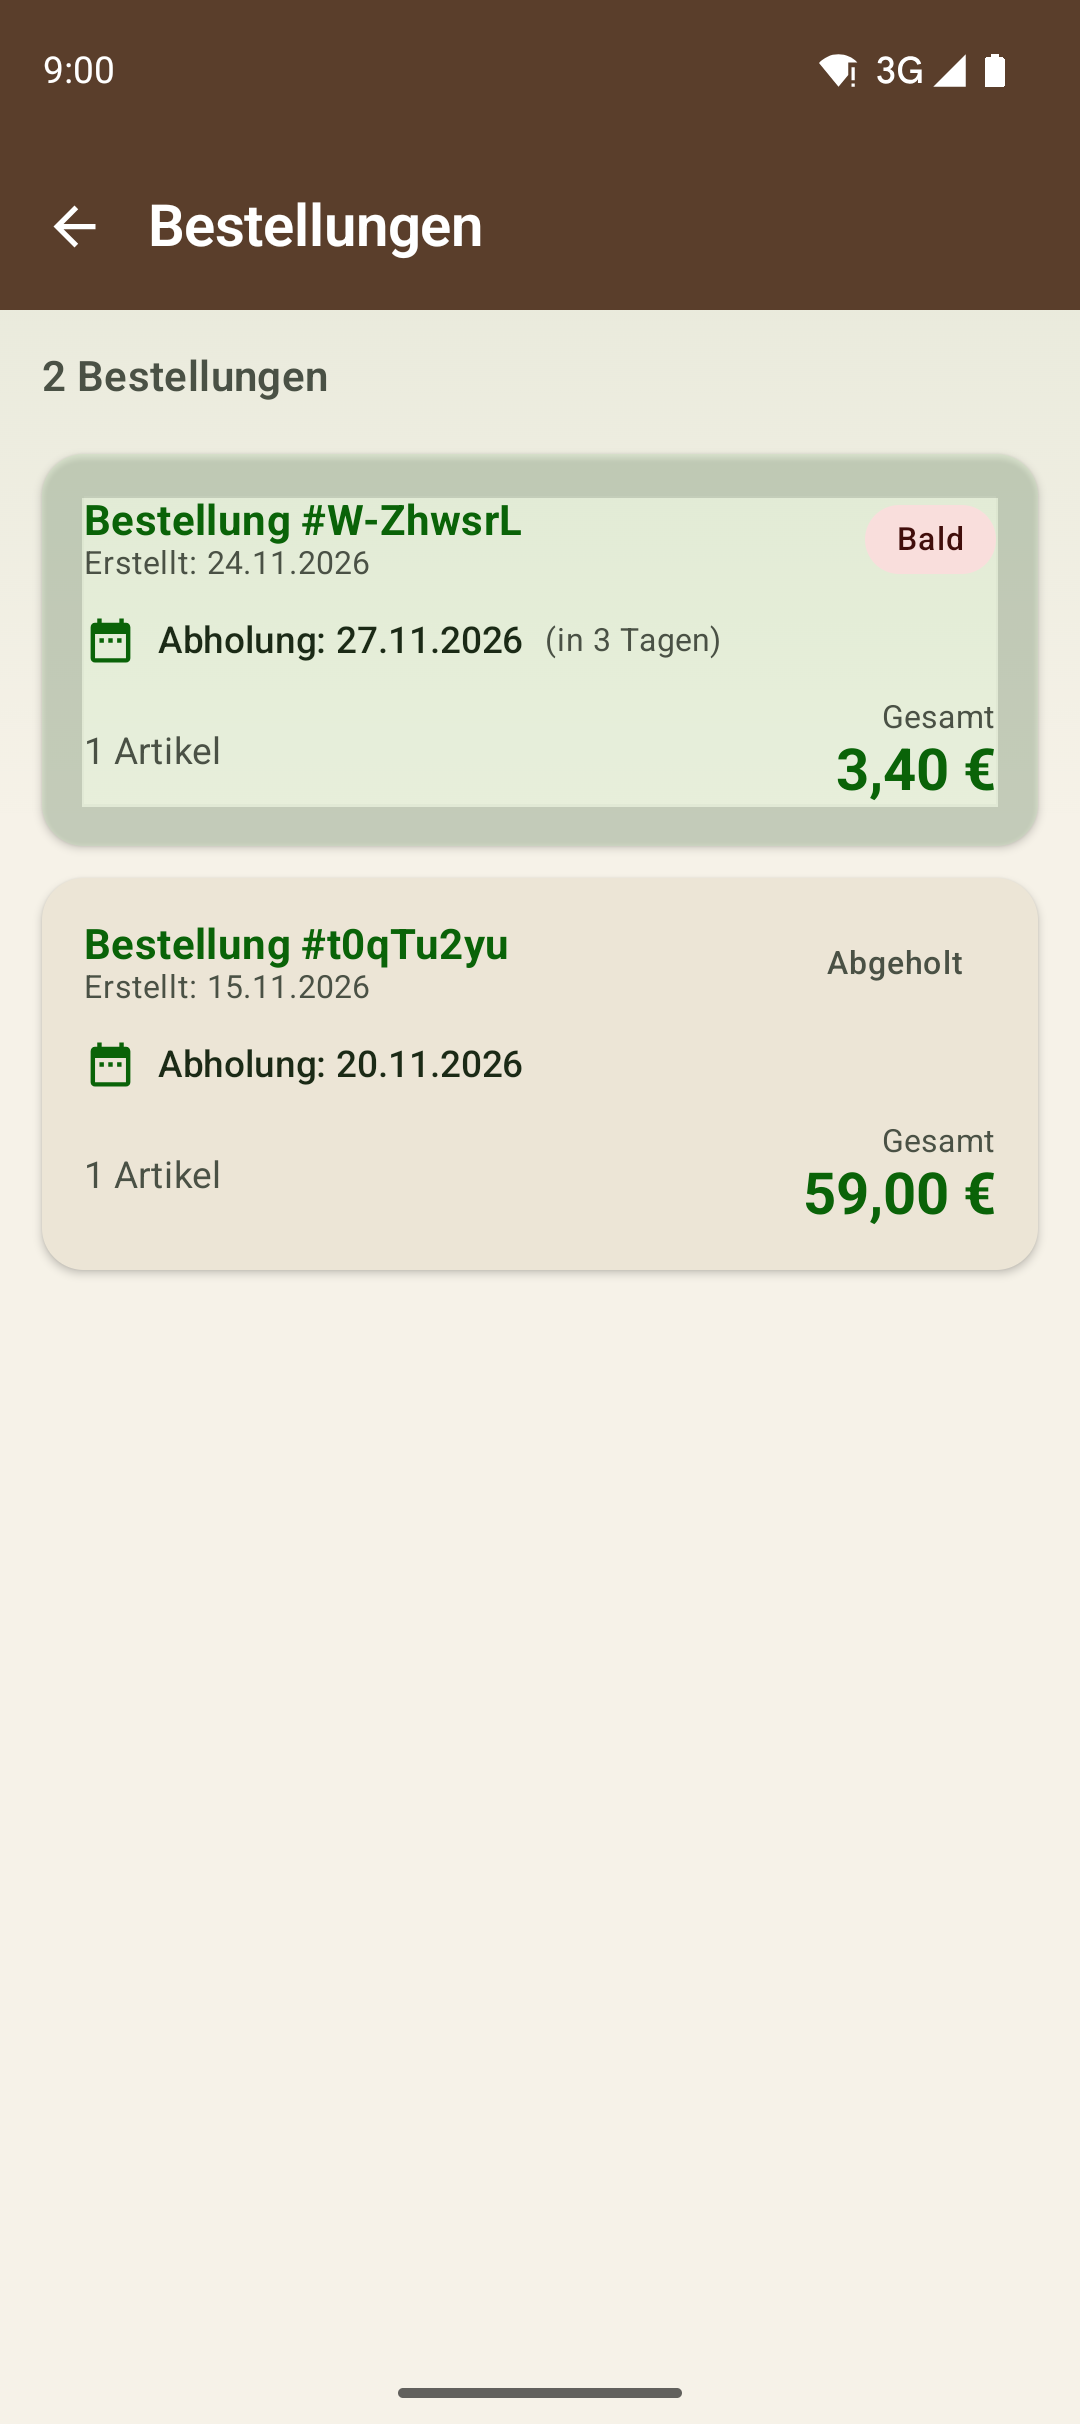 9:00
3G
Bestellungen
2 Bestellungen
Bestellung #W-ZhwsrL
Bald
Erstellt: 24.11.2026
Abholung: 27.11.2026 (in 3 Tagen)
Gesamt
1 Artikel
3,40 €
Bestellung #t0qTu2yu
Abgeholt
Erstellt: 15.11.2026
Abholung: 20.11.2026
Gesamt
1 Artikel
59,00 €